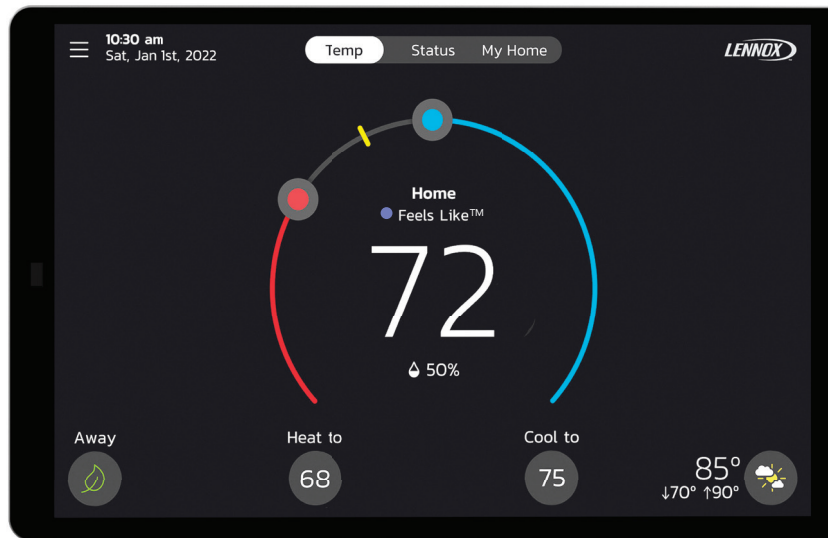 10:30 am
Sat, Jan 1st, 2022
Temp Status My Home
LENNOX
Home
Feels Like™
72
50%
Away
Heat to
Cool to
68
75
85°
↓70° ↑90°